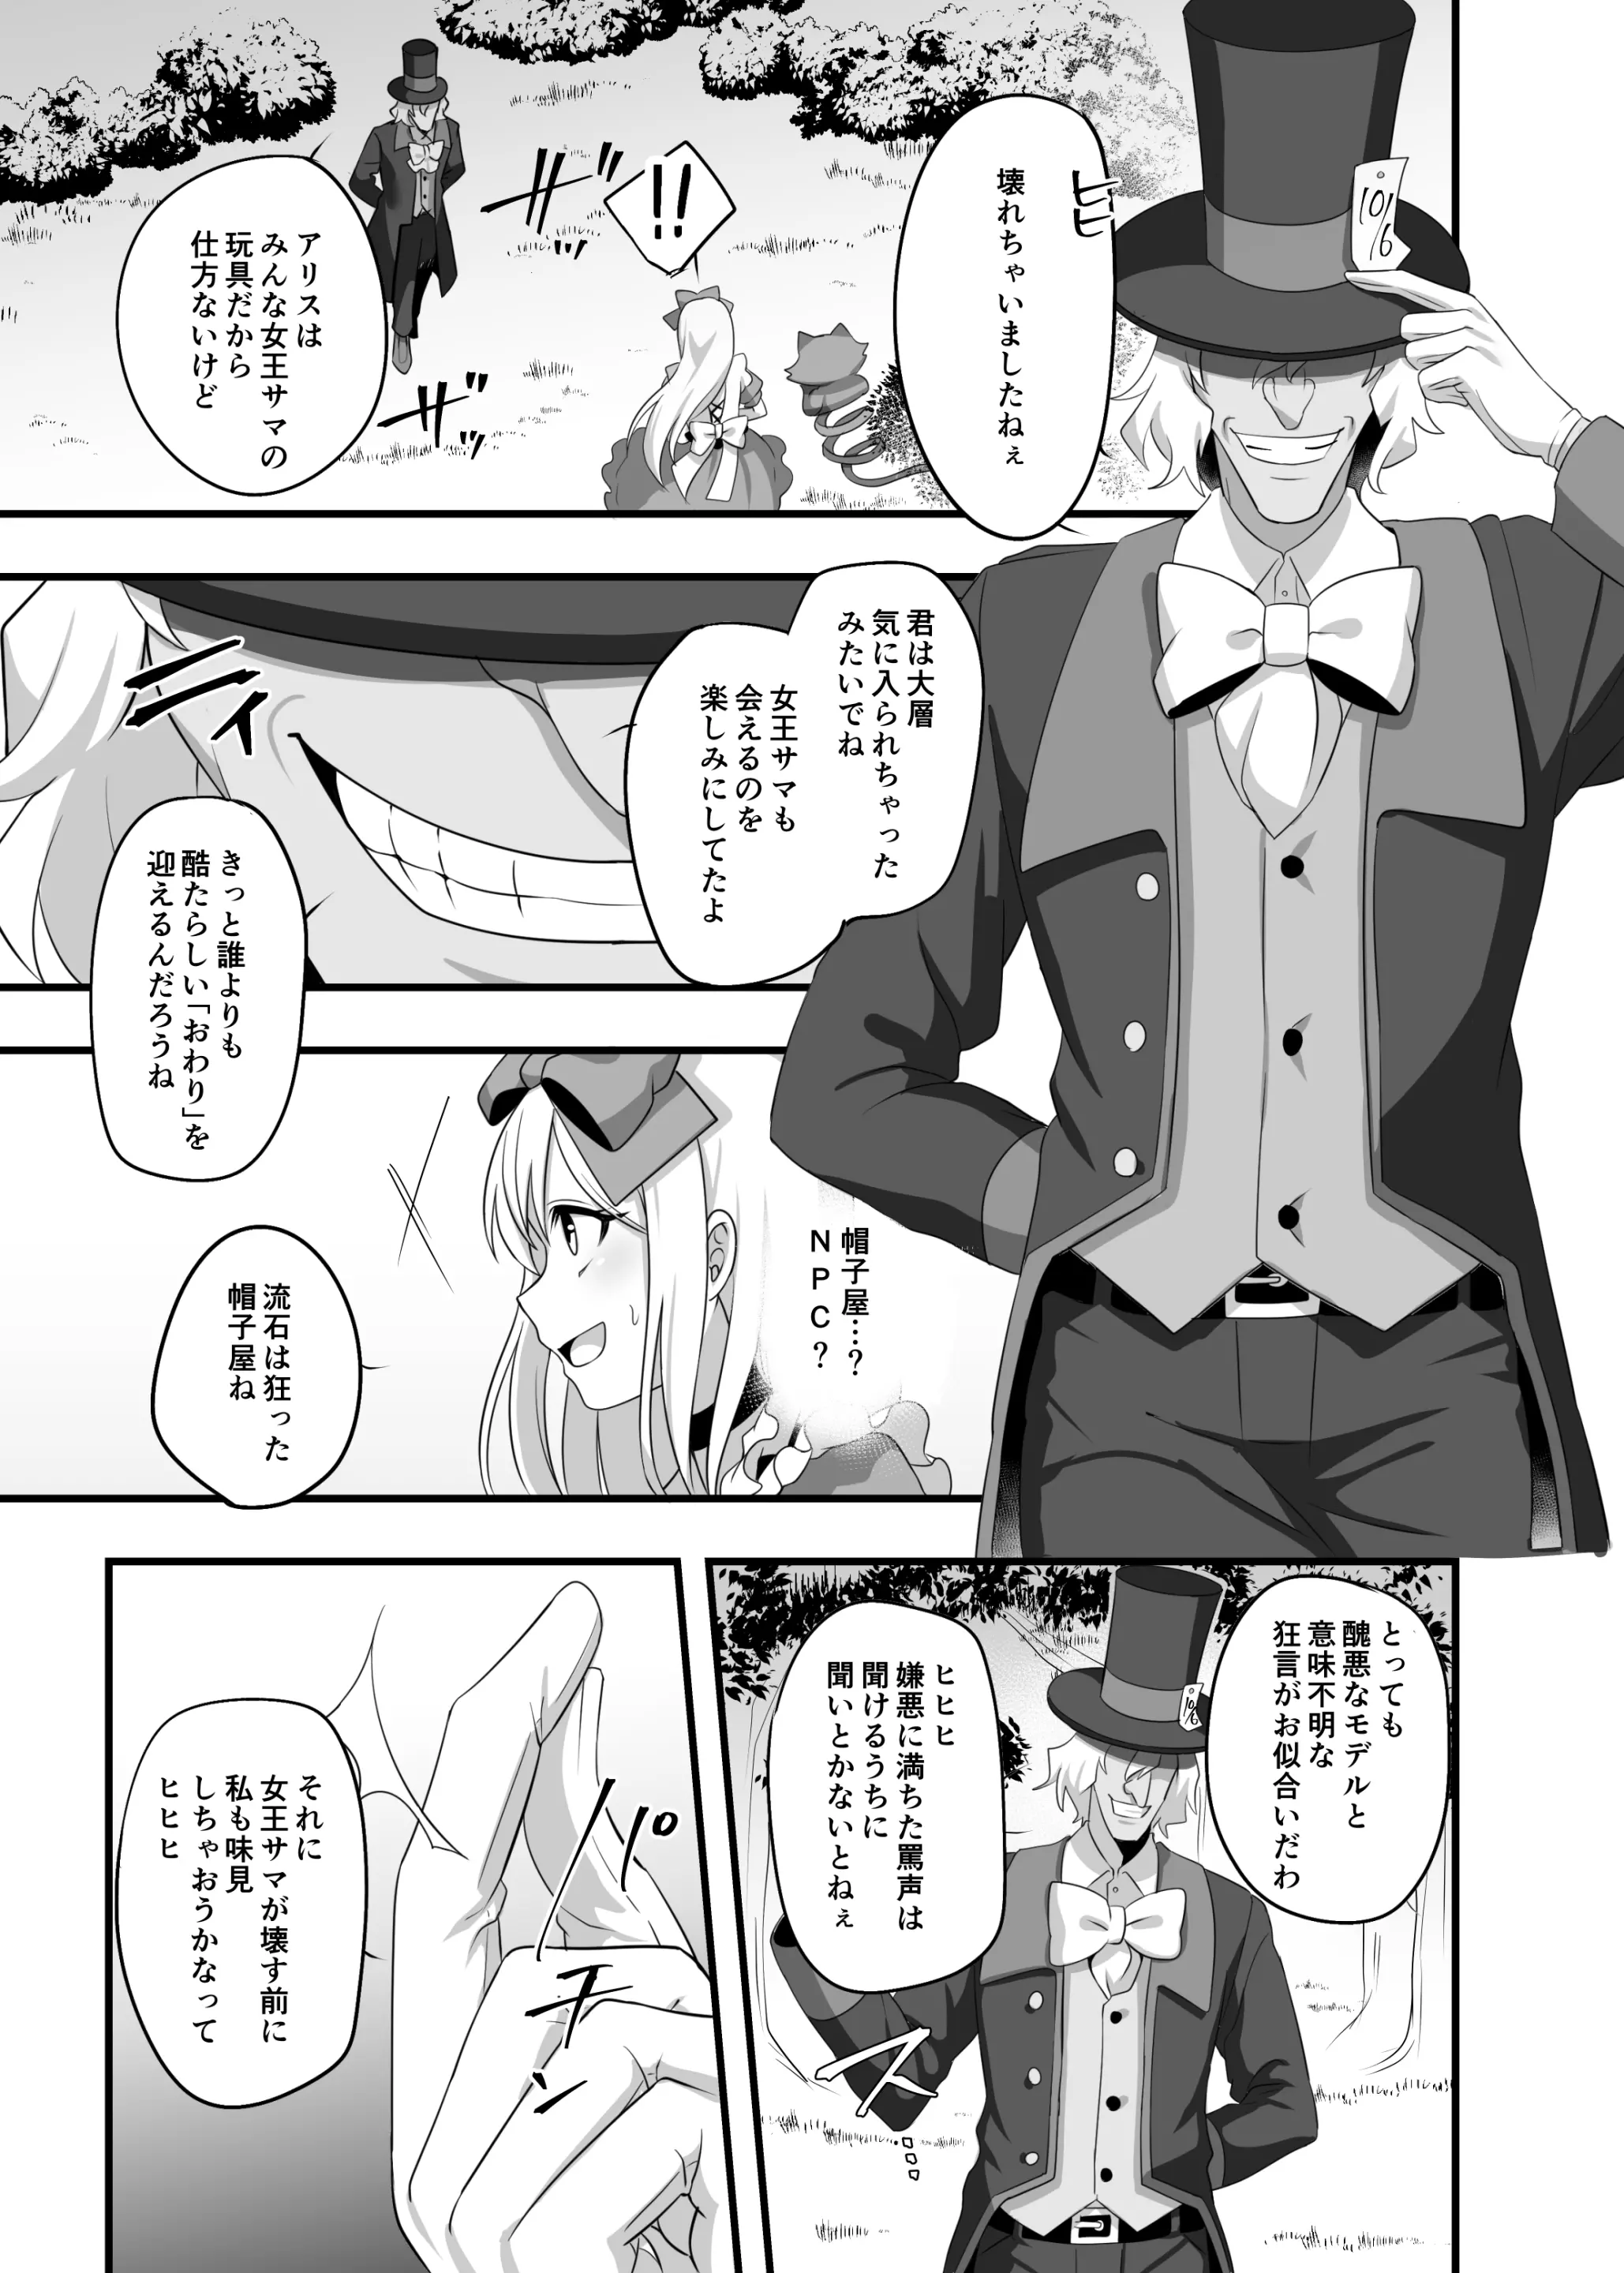 壊れちゃいましたねぇ
ヒヒ
10/6
!!
ザッ
ザッ
アリスは
みんな女王サマの
玩具だから
仕方ないけど
君は大層
気に入られちゃった
みたいでね
女王サマも
会えるのを
楽しみにしてたよ
ニィ
きっと誰よりも
酷たらしい「おわり」を
迎えるんだろうね
帽子屋…?
NPC?
流石は狂った
帽子屋ね
とっても
醜悪なモデルと
意味不明な
狂言がお似合いだわ
10/6
ヒヒヒ
嫌悪に満ちた罵声は
聞けるうちに
聞いとかないとねぇ
スッ…
それに
女王サマが壊す前に
私も味見
しちゃおうかなって
ヒヒヒ
パチン